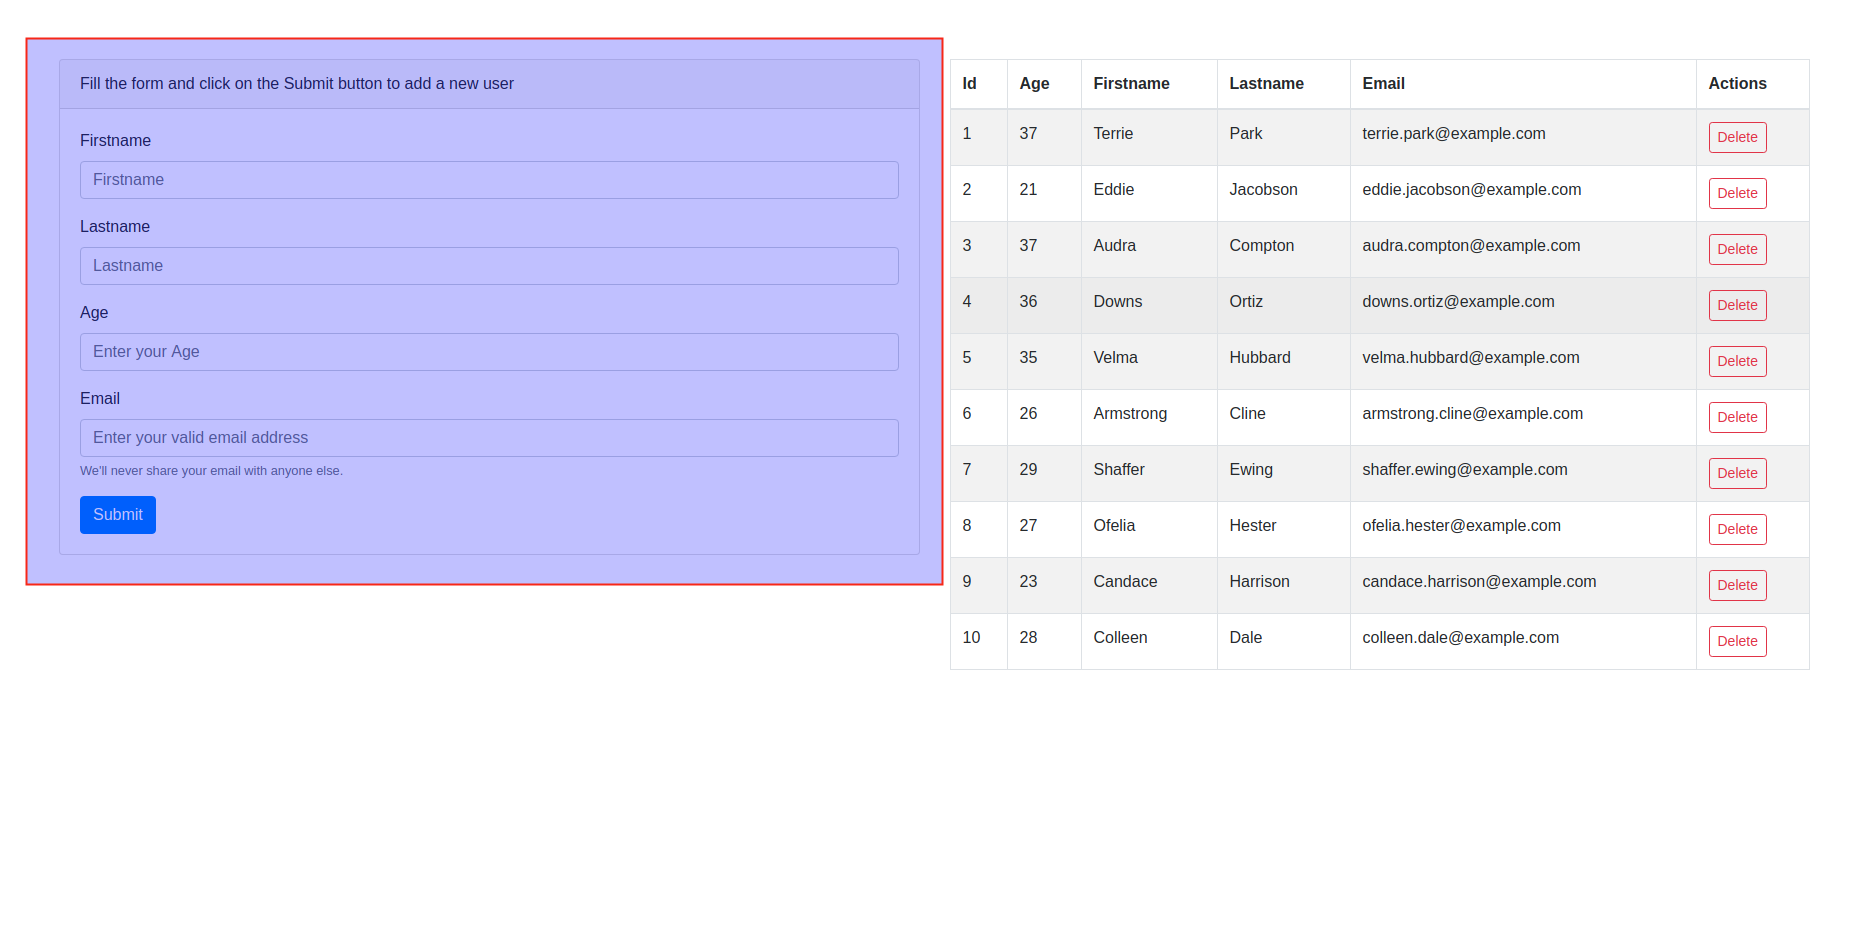 Fill the form and click on the Submit button to add a new user
Firstname
Firstname
Lastname
Lastname
Age
Enter your Age
Email
Enter your valid email address
We'll never share your email with anyone else.
Submit
Id Age Firstname Lastname Email Actions
1 37 Terrie Park terrie.park@example.com Delete
2 21 Eddie Jacobson eddie.jacobson@example.com Delete
3 37 Audra Compton audra.compton@example.com Delete
4 36 Downs Ortiz downs.ortiz@example.com Delete
5 35 Velma Hubbard velma.hubbard@example.com Delete
6 26 Armstrong Cline armstrong.cline@example.com Delete
7 29 Shaffer Ewing shaffer.ewing@example.com Delete
8 27 Ofelia Hester ofelia.hester@example.com Delete
9 23 Candace Harrison candace.harrison@example.com Delete
10 28 Colleen Dale colleen.dale@example.com Delete